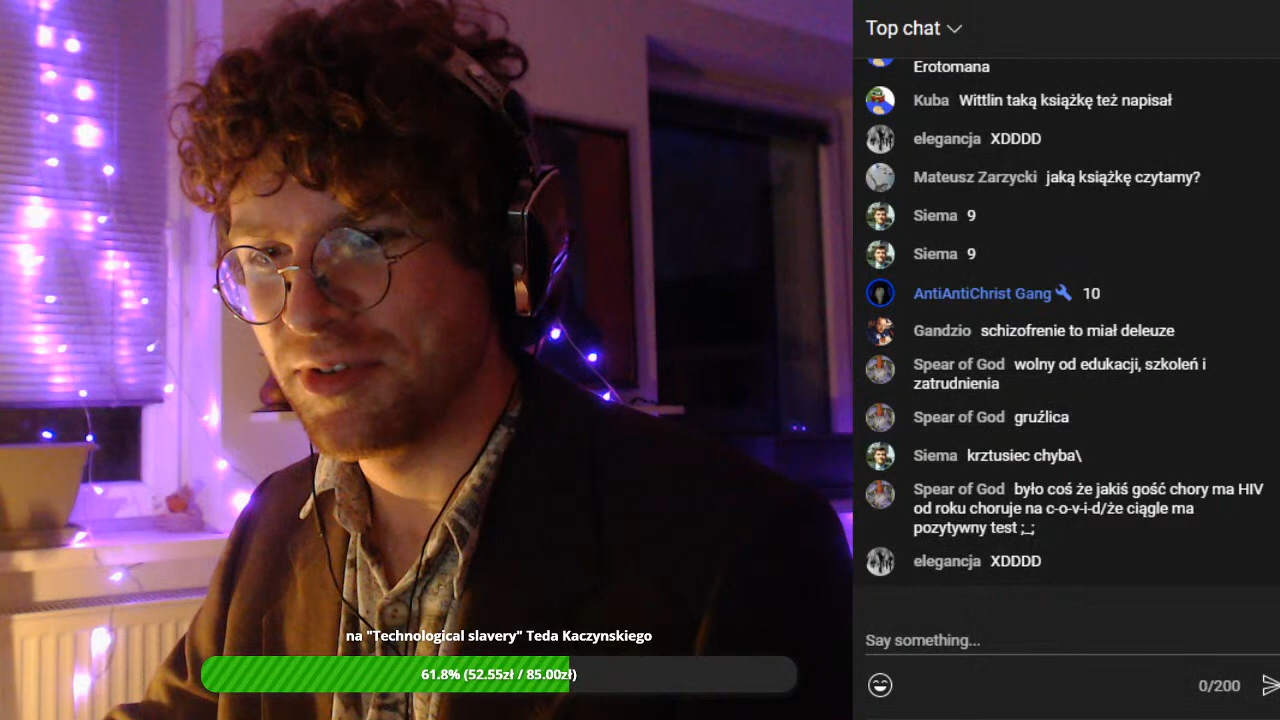 Top chat
Erotomana
Kuba Wittlin taką książkę też napisał
elegancja XDDDD
Mateusz Zarzycki jaką książkę czytamy?
Siema 9
Siema 9
AntiAntiChrist Gang 10
Gandzio schizofrenie to miał deleuze
Spear of God wolny od edukacji, szkoleń i
zatrudnienia
Spear of God gruźlica
Siema krztusiec chyba\
Spear of God było coś że jakiś gość chory ma HIV
od roku choruje na c-o-v-i-d/że ciągle ma
pozytywny test ;_;
elegancja XDDDD
Say something...
0/200
na "Technological slavery" Teda Kaczynskiego
61.8% (52.55zł / 85.00zł)